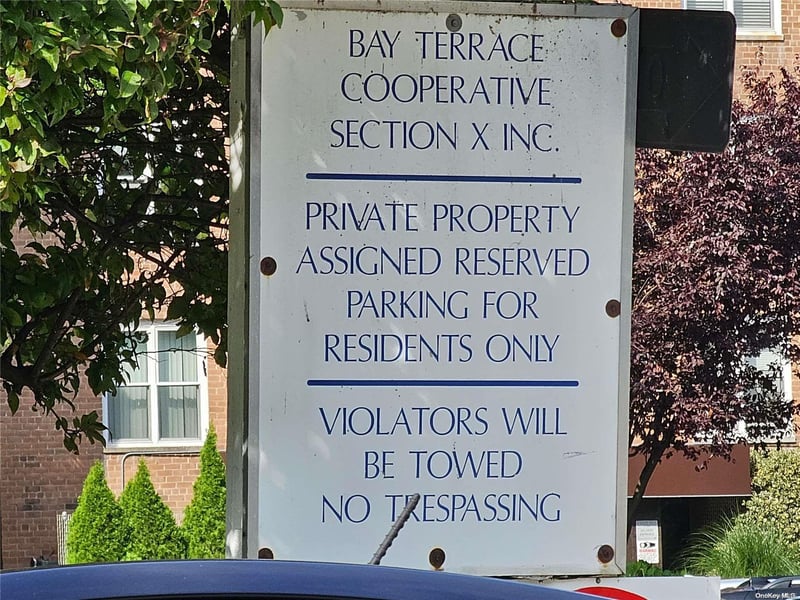 BAY TERRACE
COOPERATIVE
SECTION X INC.
PRIVATE PROPERTY
ASSIGNED RESERVED
PARKING FOR
RESIDENTS ONLY
VIOLATORS WILL
BE TOWED
NO TRESPASSING
OneKey MLS